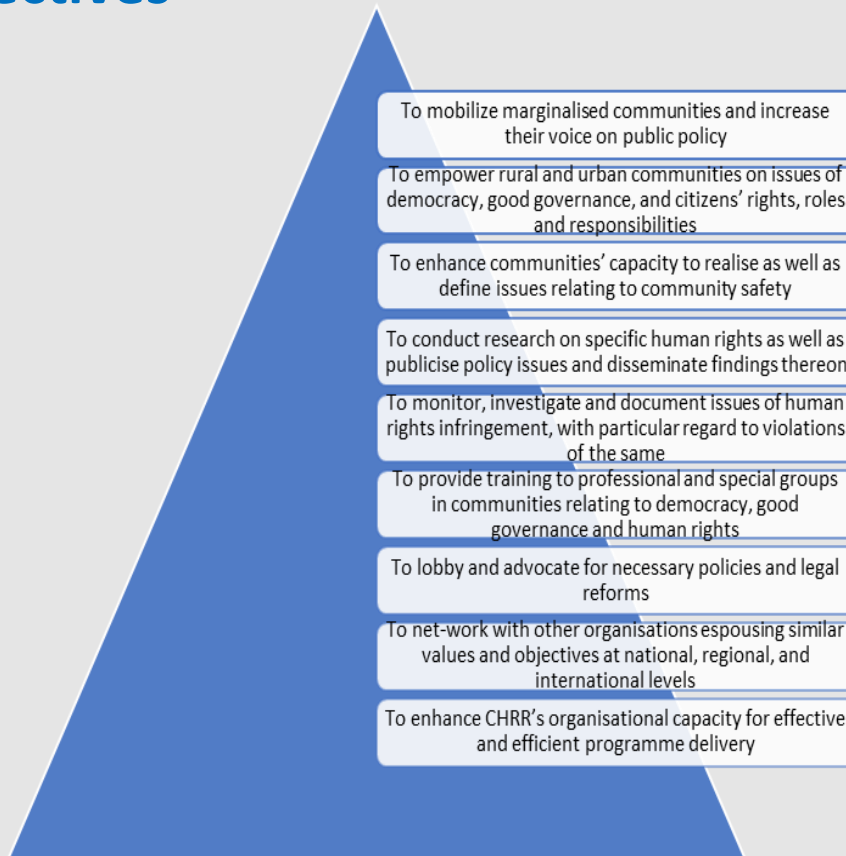 To mobilize marginalised communities and increase
their voice on public policy
To empower rural and urban communities on issues of
democracy, good governance, and citizens’ rights, roles
and responsibilities
To enhance communities’ capacity to realise as well as
define issues relating to community safety
To conduct research on specific human rights as well as
publicise policy issues and disseminate findings thereon
To monitor, investigate and document issues of human
rights infringement, with particular regard to violations
of the same
To provide training to professional and special groups
in communities relating to democracy, good
governance and human rights
To lobby and advocate for necessary policies and legal
reforms
To net-work with other organisations espousing similar
values and objectives at national, regional, and
international levels
To enhance CHRR’s organisational capacity for effective
and efficient programme delivery